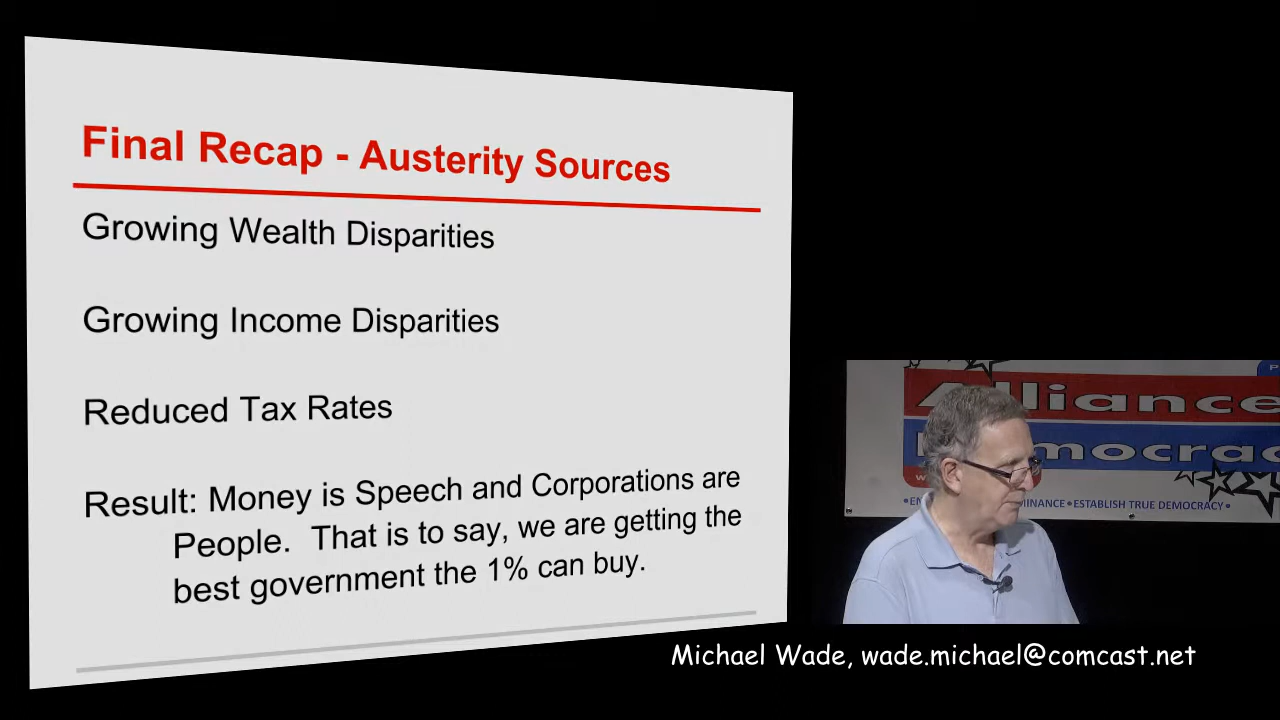 Final Recap - Austerity Sources
Growing Wealth Disparities
Growing Income Disparities
Reduced Tax Rates
Result: Money is Speech and Corporations are
People. That is to say, we are getting the
best government the 1% can buy.
Alliance
Democrac
MINANCE • ESTABLISH TRUE DEMOCRACY •
Michael Wade, wade.michael@comcast.net